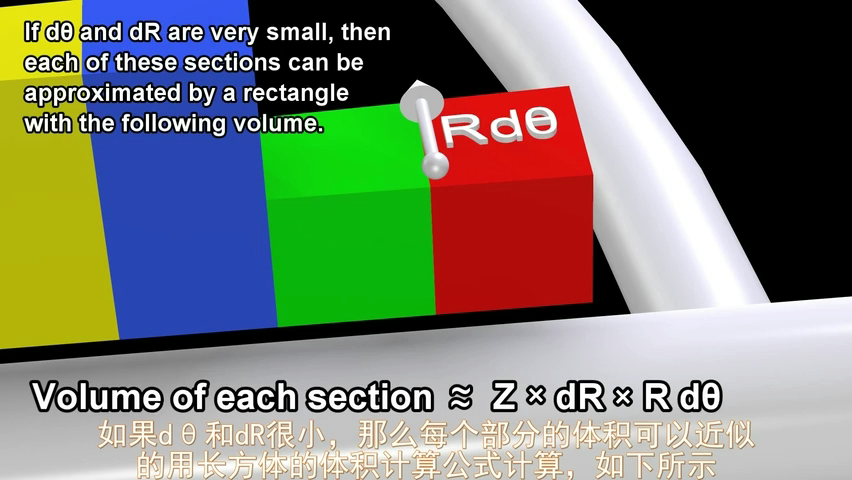 If dθ and dR are very small, then
each of these sections can be
approximated by a rectangle
with the following volume.
Rdθ
Volume of each section ≈ Z × dR × R dθ
如果dθ和dR很小，那么每个部分的体积可以近似
的用长方体的体积计算公式计算，如下所示